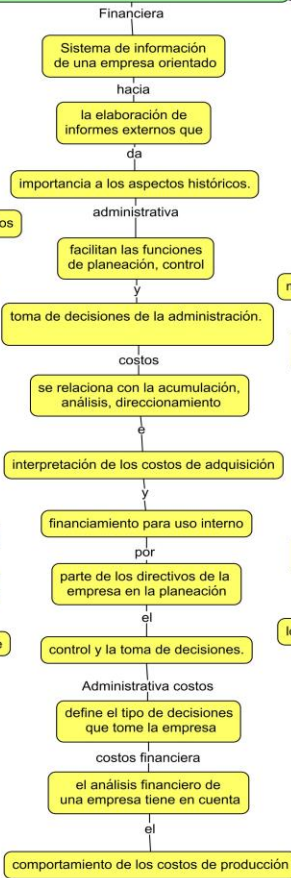 Financiera
Sistema de información
de una empresa orientado
hacia
la elaboración de
informes externos que
da
importancia a los aspectos históricos.
administrativa
os
facilitan las funciones
de planeación, control
y
toma de decisiones de la administración.
costos
se relaciona con la acumulación,
análisis, direccionamiento
e
interpretación de los costos de adquisición
y
financiamiento para uso interno
por
parte de los directivos de la
empresa en la planeación
el
control y la toma de decisiones.
Administrativa costos
define el tipo de decisiones
que tome la empresa
costos financiera
el análisis financiero de
una empresa tiene en cuenta
el
comportamiento de los costos de producción